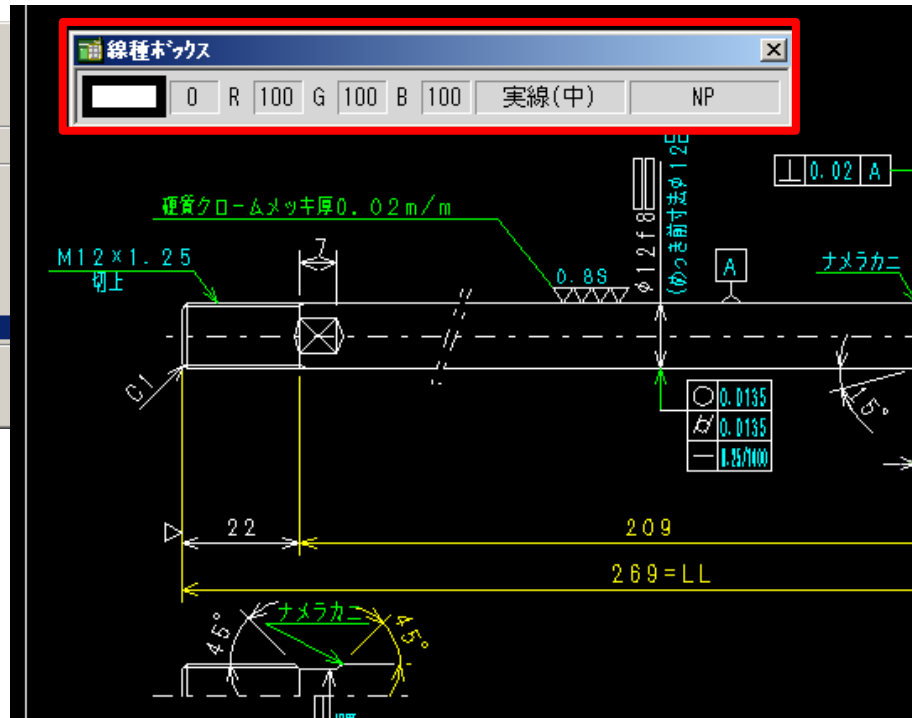 線種ボックス
0 R 100 G 100 B 100 実線(中) NP
⊥ 0.02 A
硬質クロームメッキ厚0.02m/m
φ12f8
7
M12×1.25
切上
0.8S
A
ナメラカニ
C1
○ 0.0135
⌭ 0.0135
15°
22
209
269=LL
ナメラカニ
45°
45°